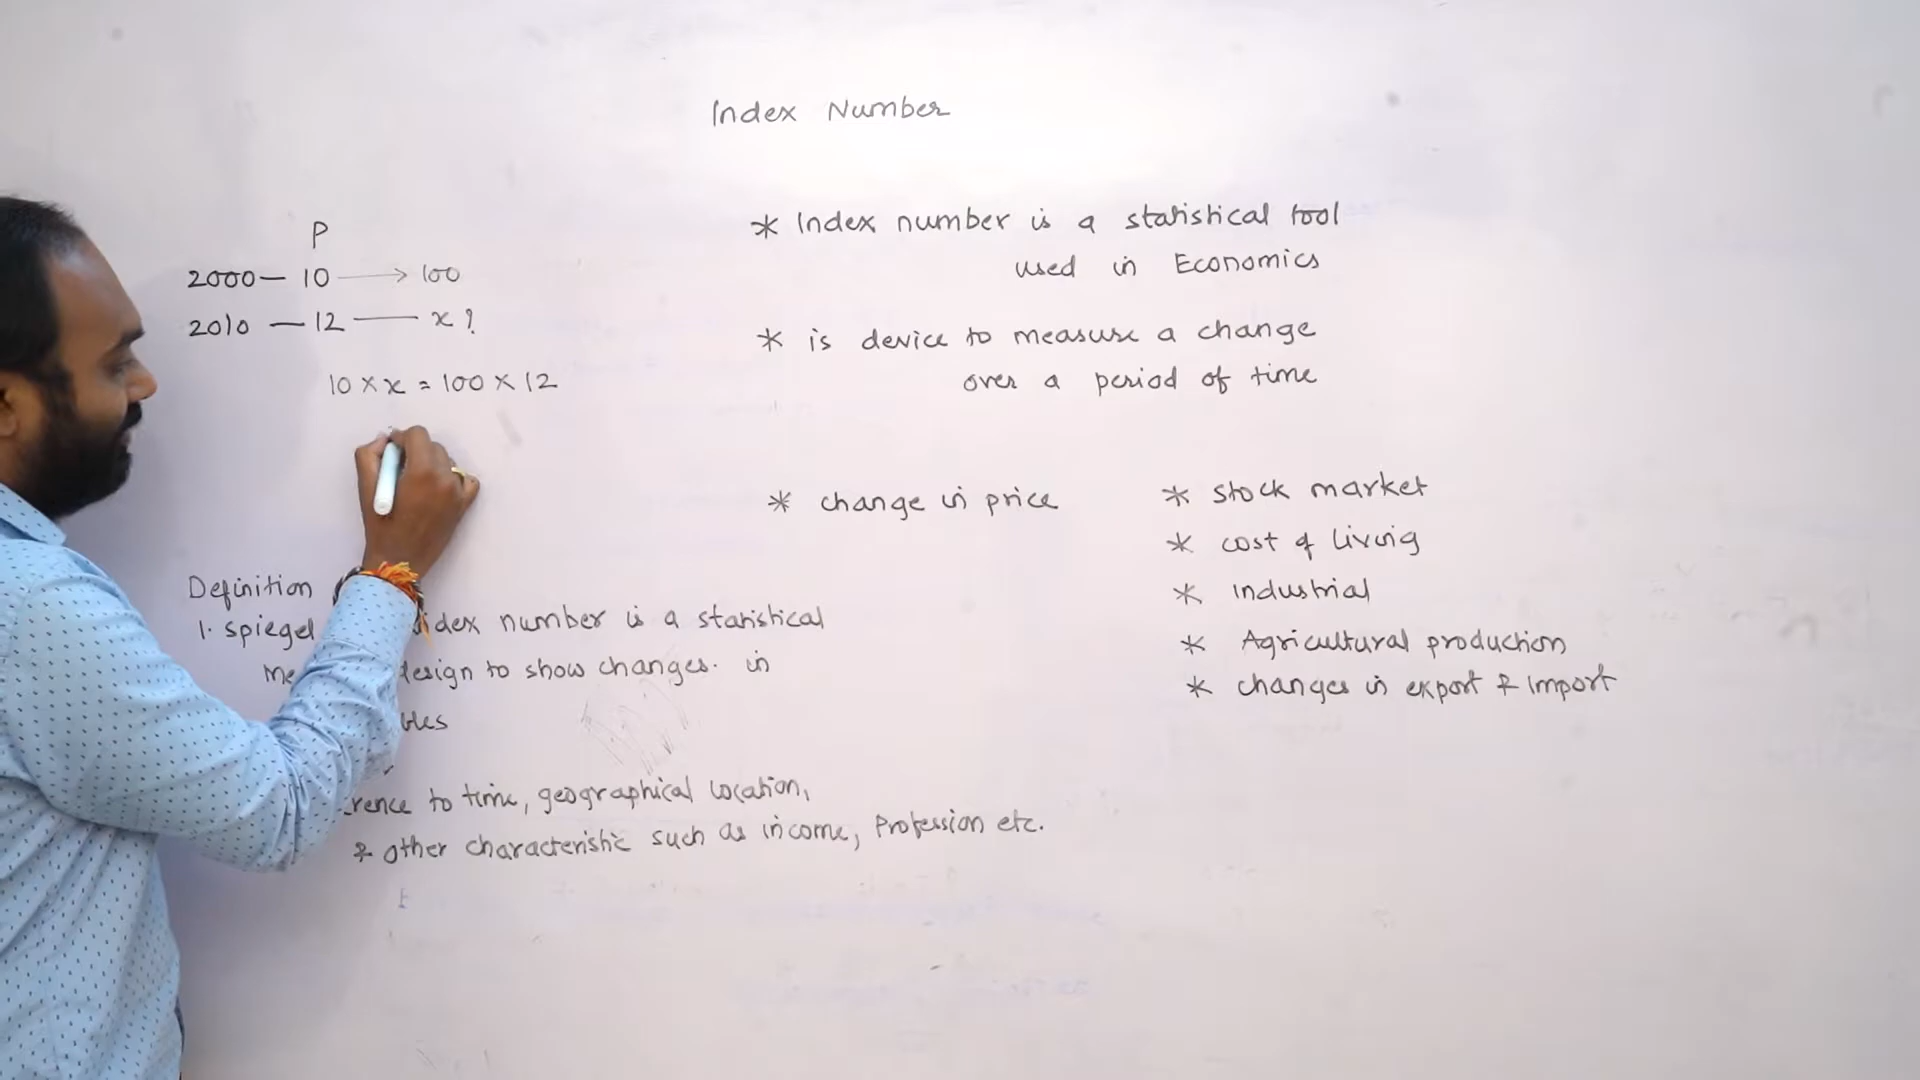 Index Number
P
2000 — 10 → 100
2010 — 12 — x ?
10 × x = 100 × 12
* Index number is a statistical tool
used in Economics
* is device to measure a change
over a period of time
* change in price
* stock market
* cost of living
* Industrial
* Agricultural production
* changes in export & import
Definition
1. spiegel dex number is a statistical
me design to show changes. in
bles
rence to time, geographical location,
& other characteristic such as income, Profession etc.